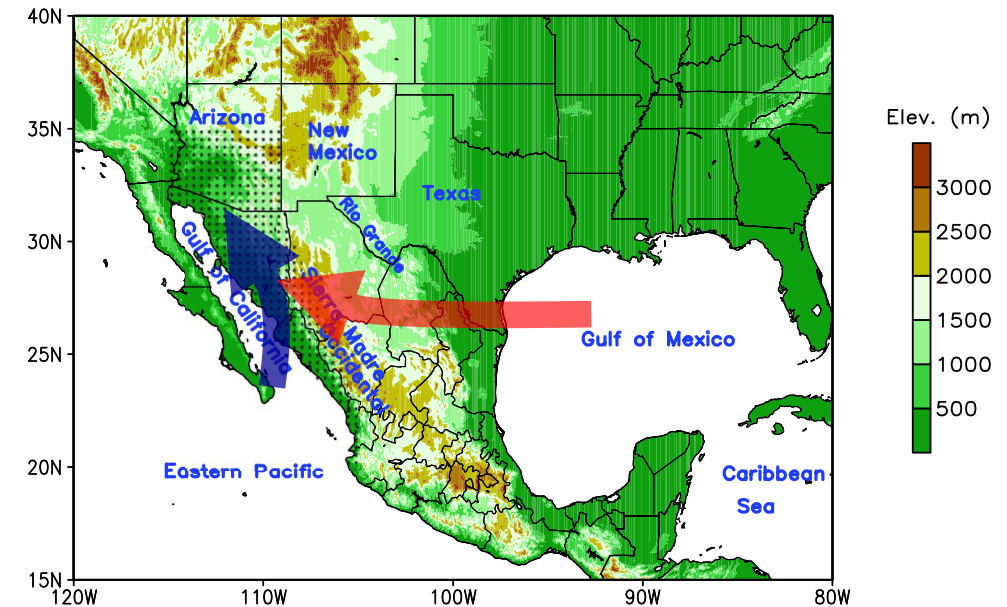 40N
35N
30N
25N
20N
15N
120W
110W
100W
90W
80W
Arizona
New
Mexico
Texas
Rio Grande
Gulf of California
Sierra Madre
Occidental
Gulf of Mexico
Eastern Pacific
Caribbean
Sea
Elev. (m)
3000
2500
2000
1500
1000
500